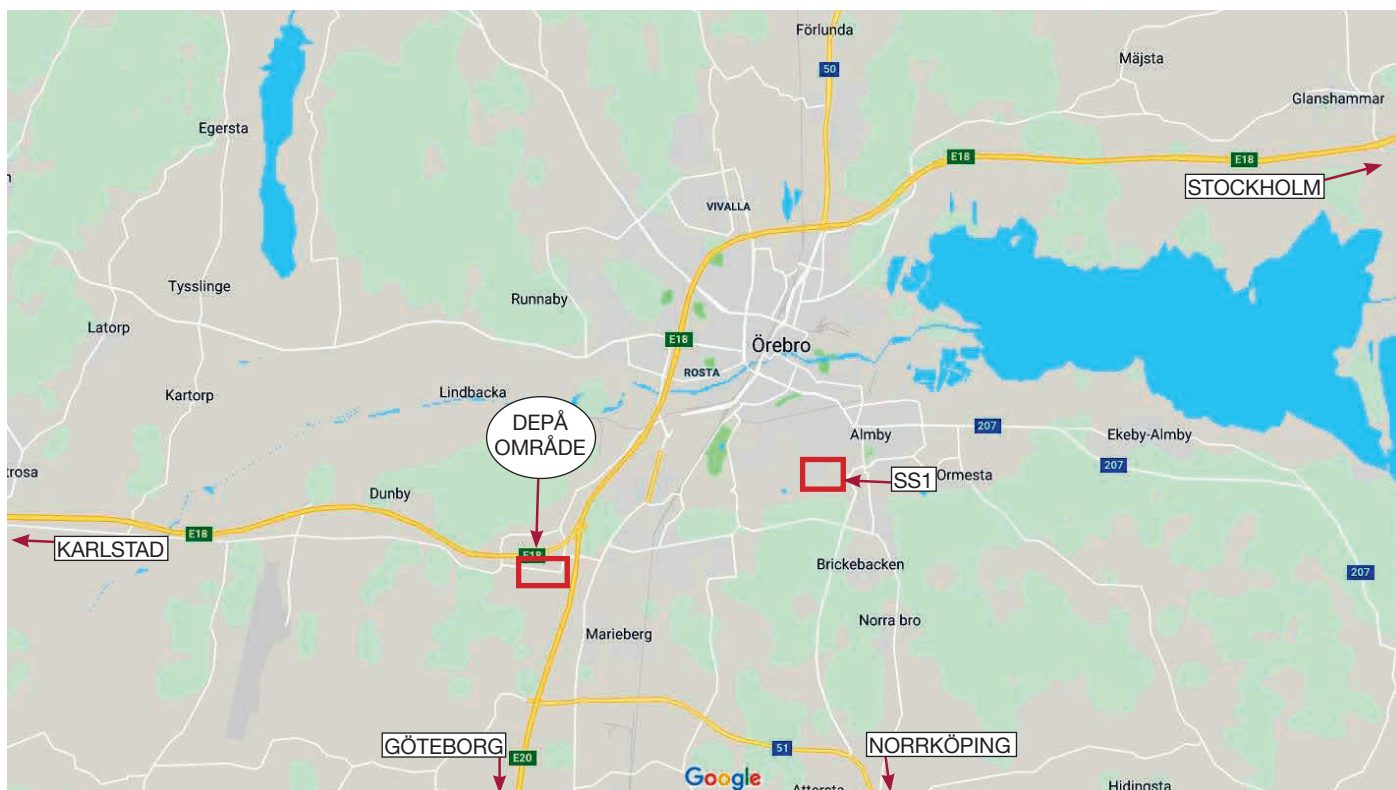 Förlunda
50
Mäjsta
Glanshammar
Egersta
E18
E18
STOCKHOLM
VIVALLA
Tysslinge
Runnaby
Latorp
E18
Örebro
ROSTA
Kartorp
Lindbacka
DEPÅ
OMRÅDE
Almby
207
Ekeby-Almby
207
SS1
Ormesta
Dunby
E18
KARLSTAD
E18
Brickebacken
207
Norra bro
Marieberg
GÖTEBORG
E20
51
NORRKÖPING
Google
Hidingsta